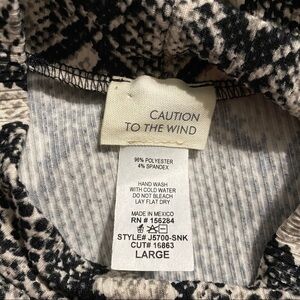 CAUTION
TO THE WIND
96% POLYESTER
4% SPANDEX
HAND WASH
WITH COLD WATER
DO NOT BLEACH
LAY FLAT DRY
MADE IN MEXICO
RN # 156284
STYLE# J5700-SNK
CUT# 16863
LARGE